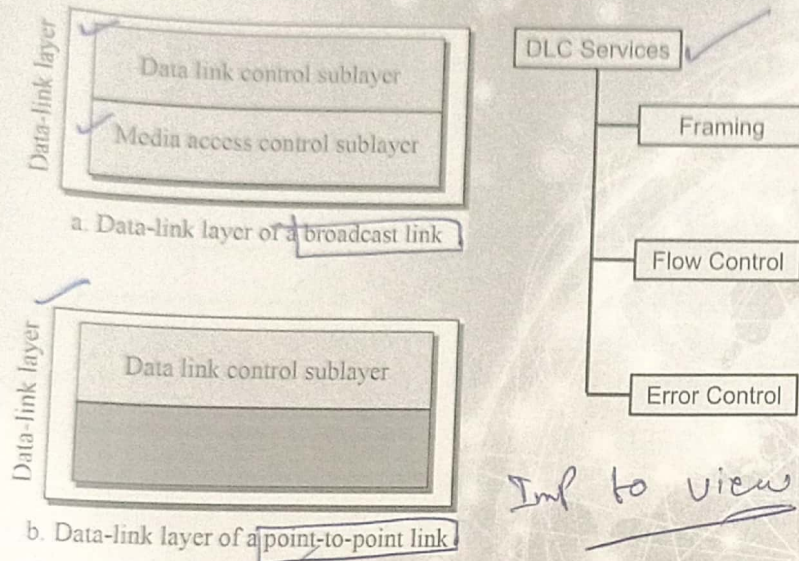 Data-link layer
Data link control sublayer
Media access control sublayer
a. Data-link layer of a broadcast link
Data-link layer
Data link control sublayer
b. Data-link layer of a point-to-point link
DLC Services
Framing
Flow Control
Error Control
Imp to view